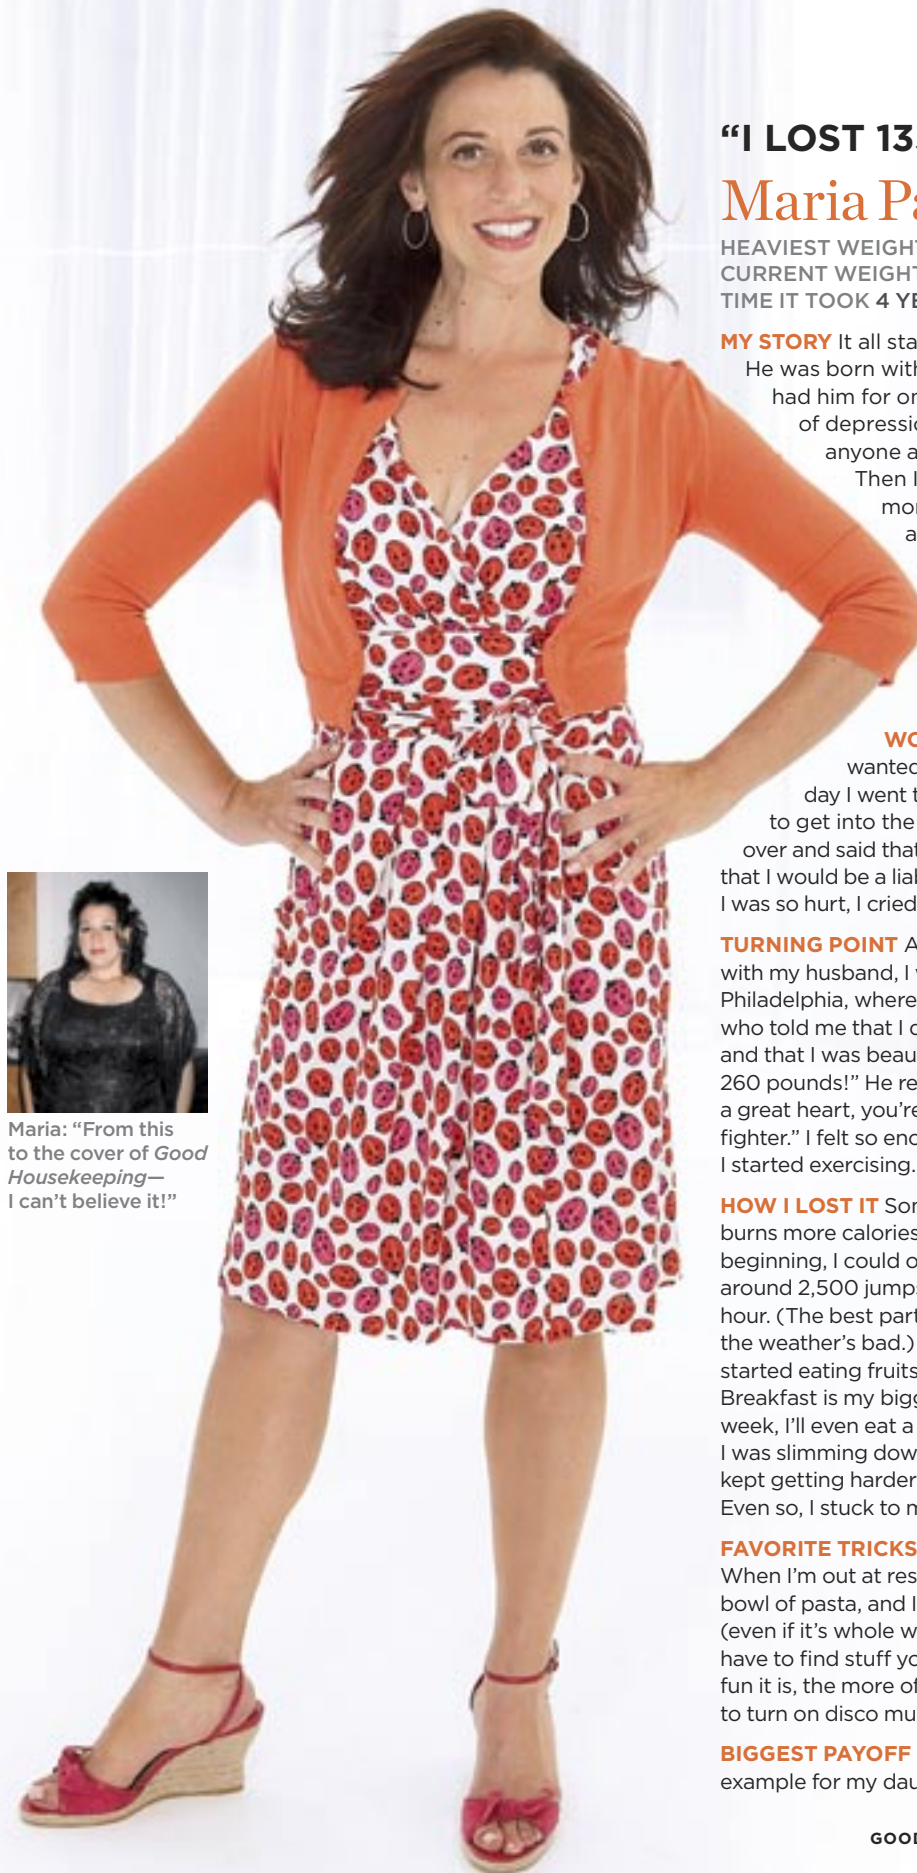 “I LOST 13
Maria Pa
HEAVIEST WEIGHT
CURRENT WEIGHT
TIME IT TOOK 4 YE
MY STORY It all sta
He was born with
had him for or
of depressio
anyone a
Then I
mor
a
WO
wanted
day I went t
to get into the
over and said that
that I would be a liab
I was so hurt, I cried
TURNING POINT A
with my husband, I
Philadelphia, where
who told me that I c
and that I was beau
260 pounds!” He re
a great heart, you’re
fighter.” I felt so enc
I started exercising.
HOW I LOST IT Som
burns more calories
beginning, I could o
around 2,500 jumps
hour. (The best part
the weather’s bad.)
started eating fruits
Breakfast is my bigg
week, I’ll even eat a
I was slimming dow
kept getting harder
Even so, I stuck to m
FAVORITE TRICKS
When I’m out at res
bowl of pasta, and I
(even if it’s whole w
have to find stuff yo
fun it is, the more of
to turn on disco mu
BIGGEST PAYOFF
example for my dau
Maria: “From this
to the cover of Good
Housekeeping—
I can’t believe it!”
GOOD